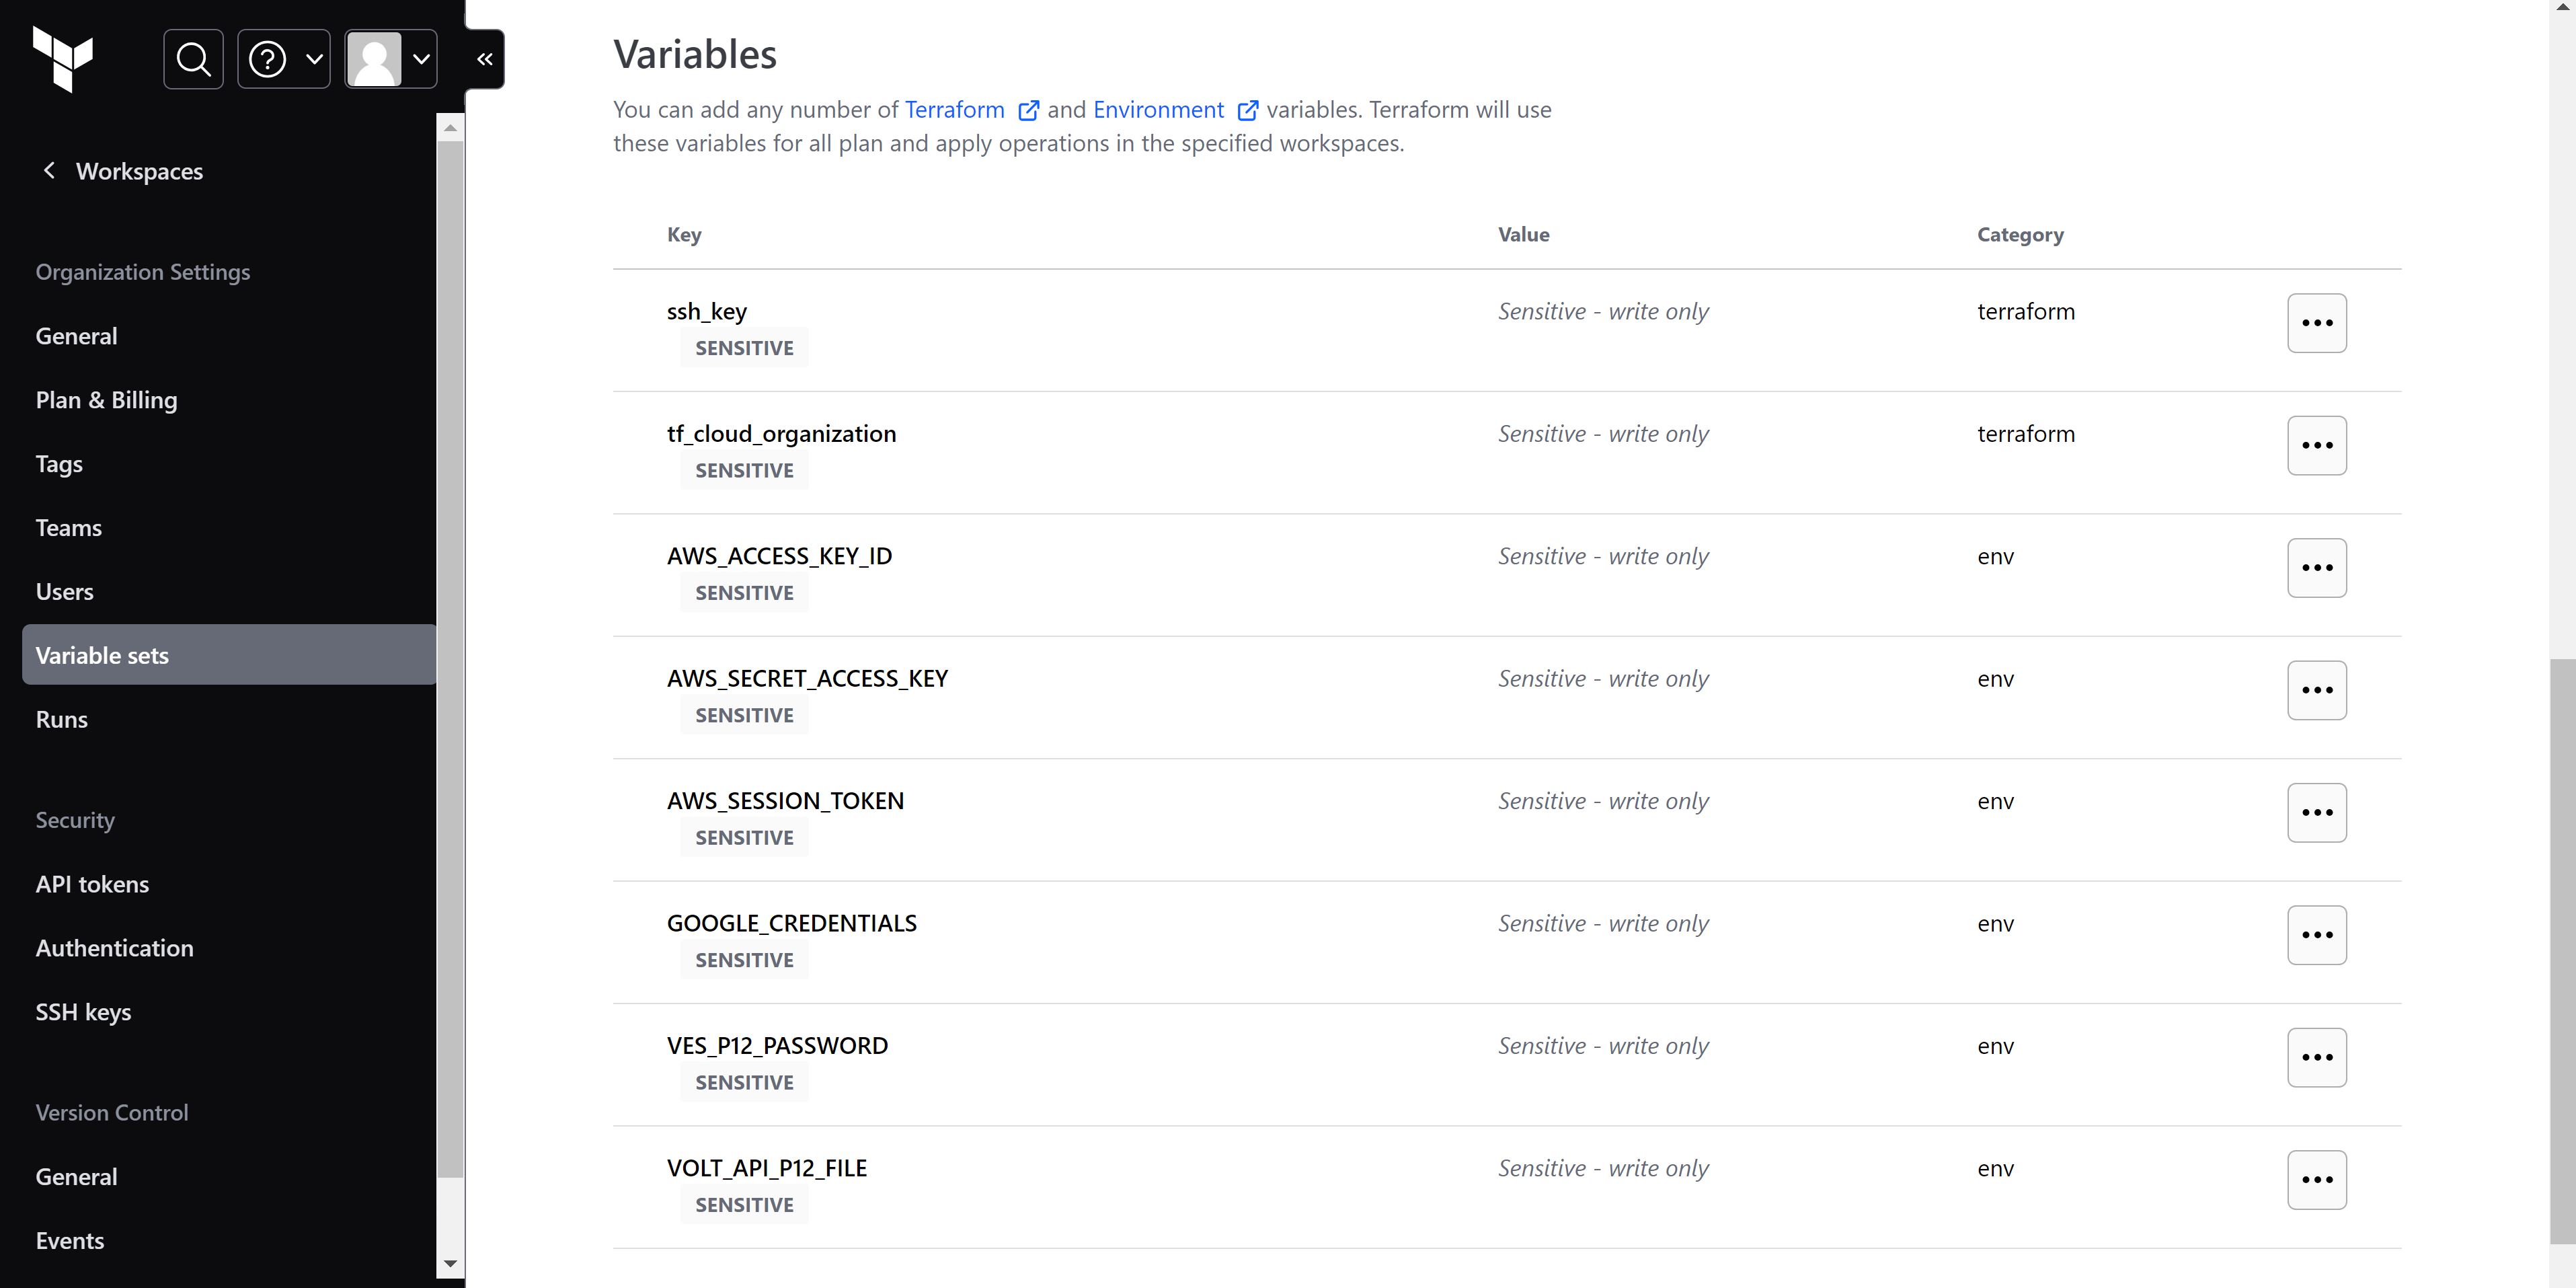 Workspaces
Organization Settings
General
Plan & Billing
Tags
Teams
Users
Variable sets
Runs
Security
API tokens
Authentication
SSH keys
Version Control
General
Events
Variables
You can add any number of Terraform and Environment variables. Terraform will use
these variables for all plan and apply operations in the specified workspaces.
Key Value Category
ssh_key Sensitive - write only terraform
SENSITIVE
tf_cloud_organization Sensitive - write only terraform
SENSITIVE
AWS_ACCESS_KEY_ID Sensitive - write only env
SENSITIVE
AWS_SECRET_ACCESS_KEY Sensitive - write only env
SENSITIVE
AWS_SESSION_TOKEN Sensitive - write only env
SENSITIVE
GOOGLE_CREDENTIALS Sensitive - write only env
SENSITIVE
VES_P12_PASSWORD Sensitive - write only env
SENSITIVE
VOLT_API_P12_FILE Sensitive - write only env
SENSITIVE